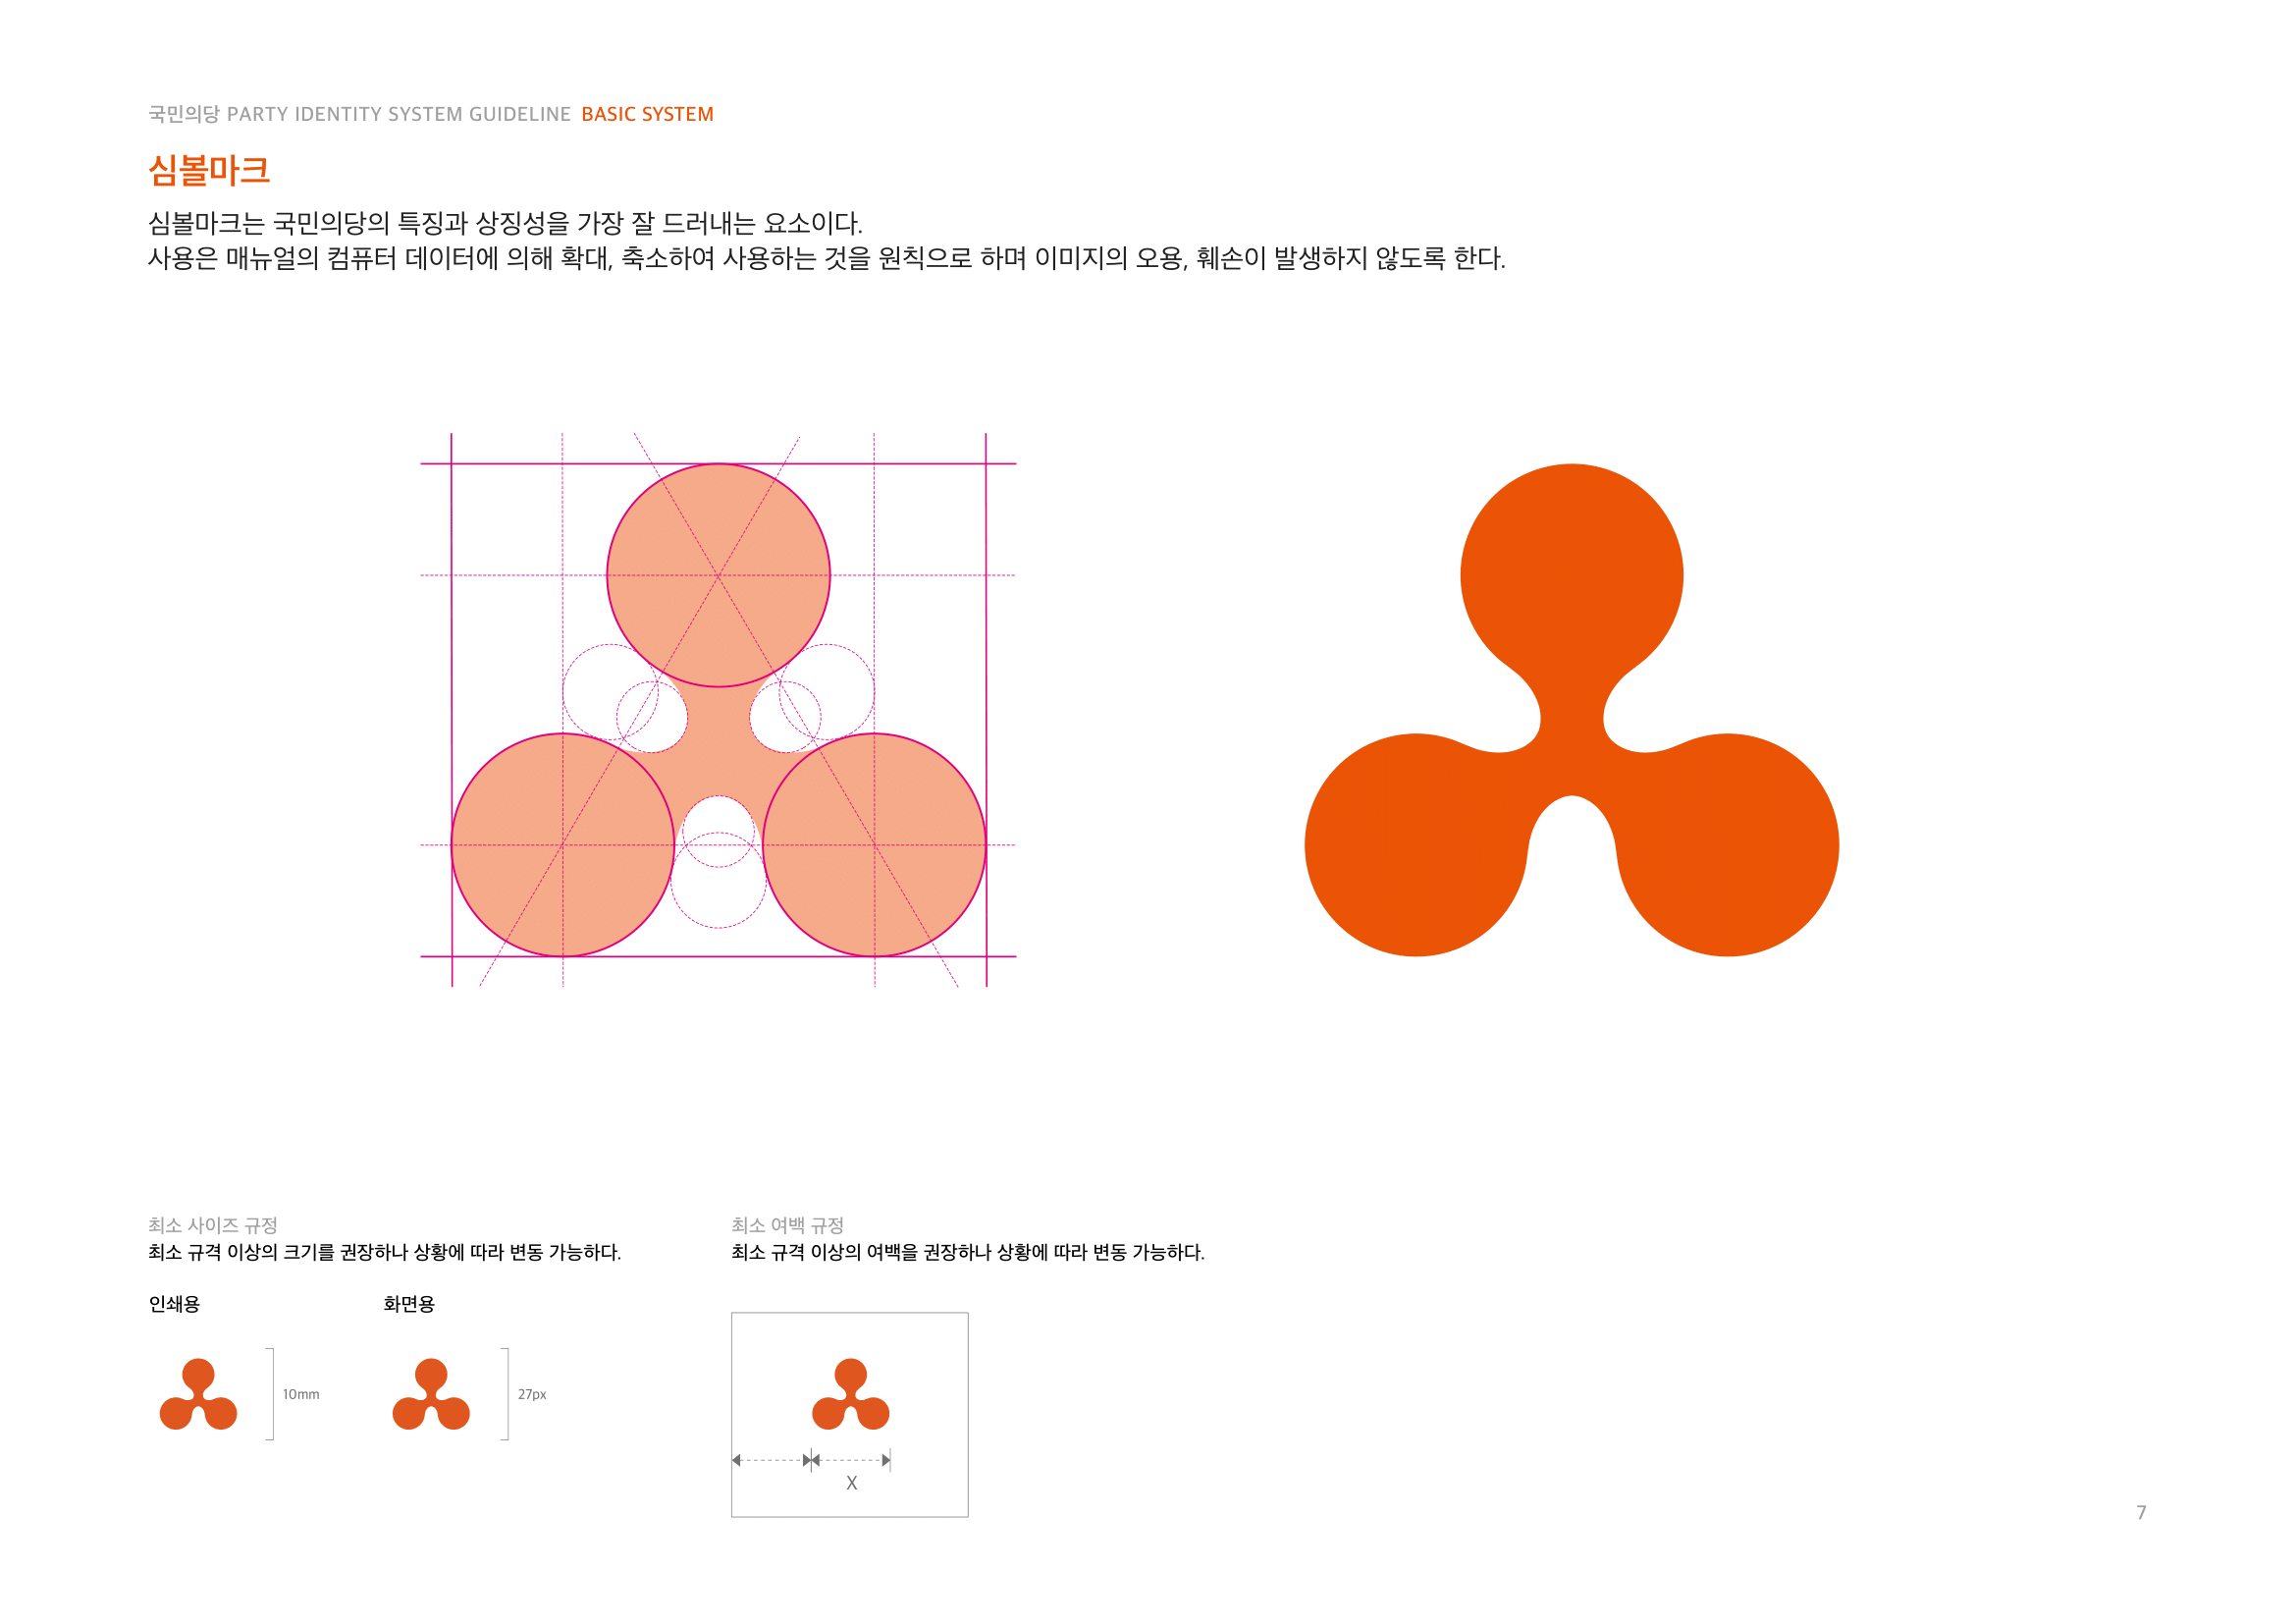 국민의당 PARTY IDENTITY SYSTEM GUIDELINE BASIC SYSTEM
심볼마크
심볼마크는 국민의당의 특징과 상징성을 가장 잘 드러내는 요소이다.
사용은 매뉴얼의 컴퓨터 데이터에 의해 확대, 축소하여 사용하는 것을 원칙으로 하며 이미지의 오용, 훼손이 발생하지 않도록 한다.
최소 사이즈 규정
최소 규격 이상의 크기를 권장하나 상황에 따라 변동 가능하다.
인쇄용
화면용
10mm
27px
최소 여백 규정
최소 규격 이상의 여백을 권장하나 상황에 따라 변동 가능하다.
X
7